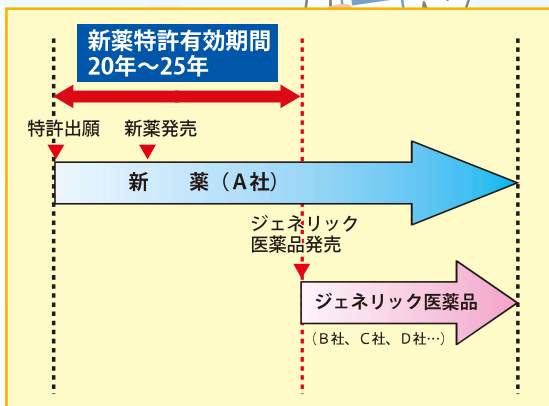 新薬特許有効期間
20年～25年
特許出願
新薬発売
新　　薬（A社）
ジェネリック
医薬品発売
ジェネリック医薬品
（B社、C社、D社…）